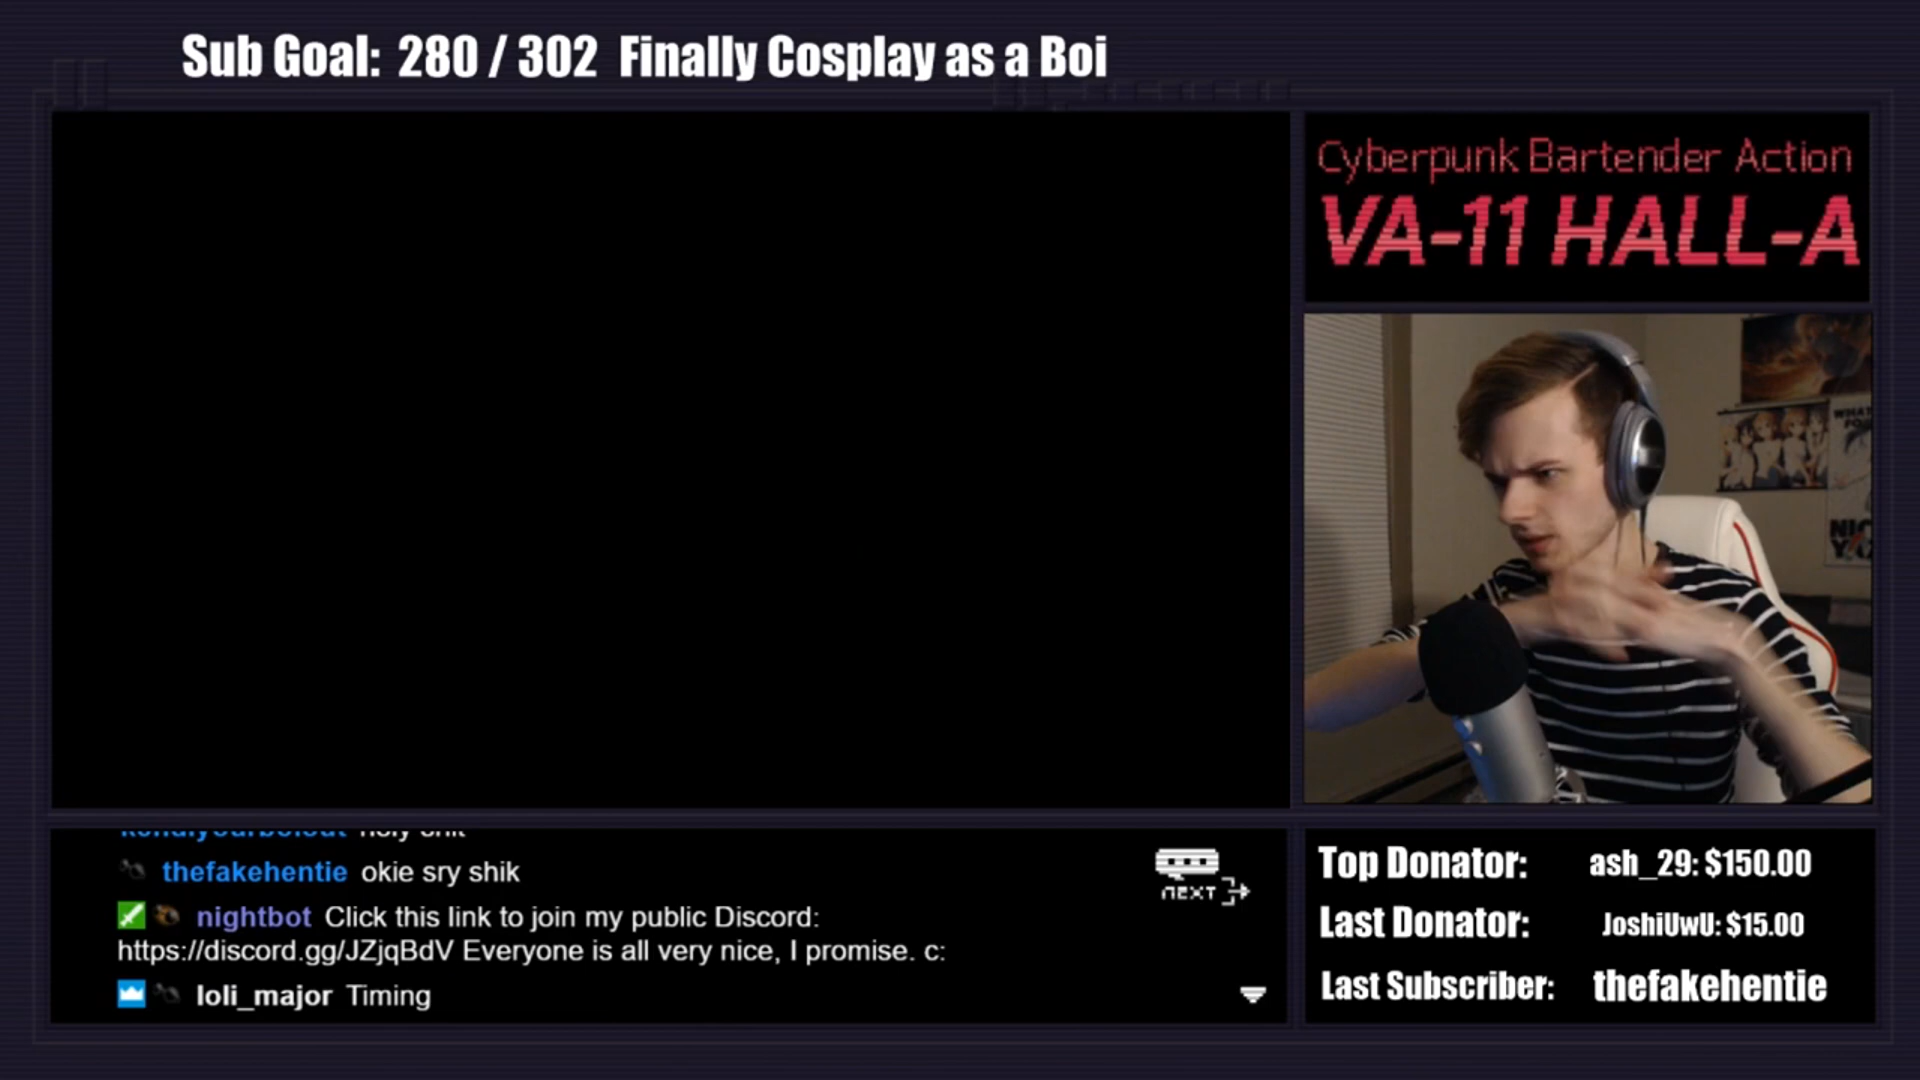 Sub Goal: 280 / 302 Finally Cosplay as a Boi
Cyberpunk Bartender Action
VA-11 HALL-A
thefakehentie okie sry shik
nightbot Click this link to join my public Discord:
https://discord.gg/JZjqBdV Everyone is all very nice, I promise. c:
loli_major Timing
NEXT
Top Donator: ash_29: $150.00
Last Donator: JoshiUwU: $15.00
Last Subscriber: thefakehentie